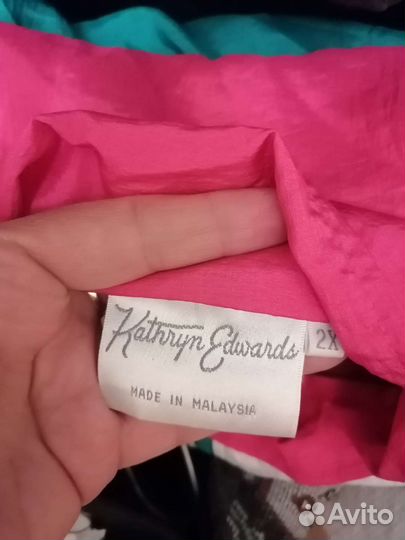 Kathryn Edwards
2X
MADE IN MALAYSIA
Avito